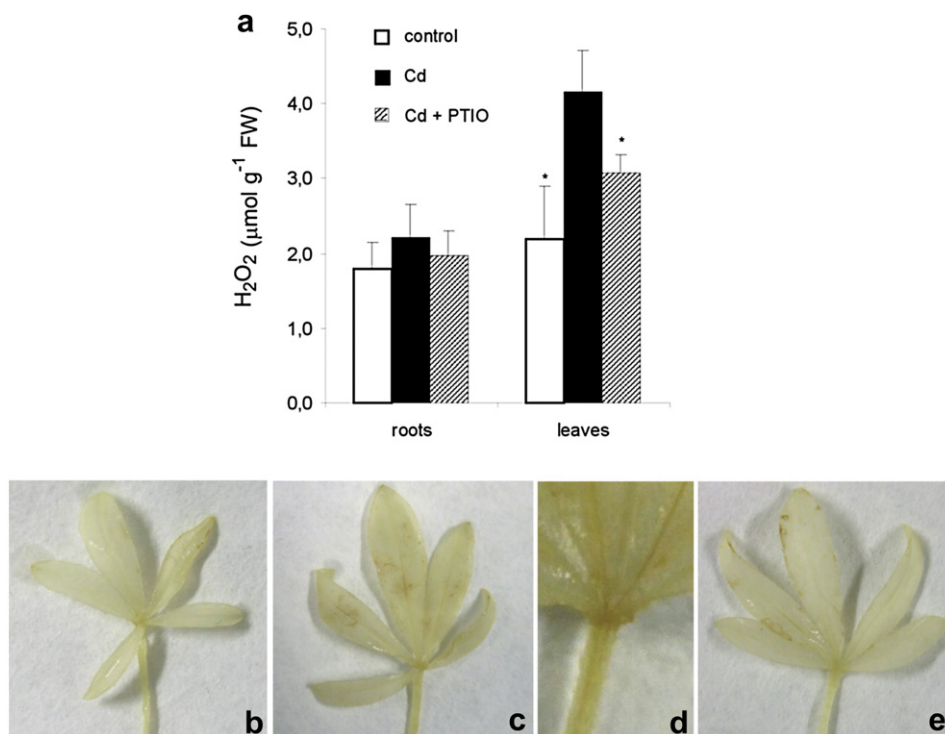 a
5,0
4,0
3,0
2,0
1,0
0,0
H₂O₂ (μmol g⁻¹ FW)
control
Cd
Cd + PTIO
*
*
roots
leaves
b
c
d
e